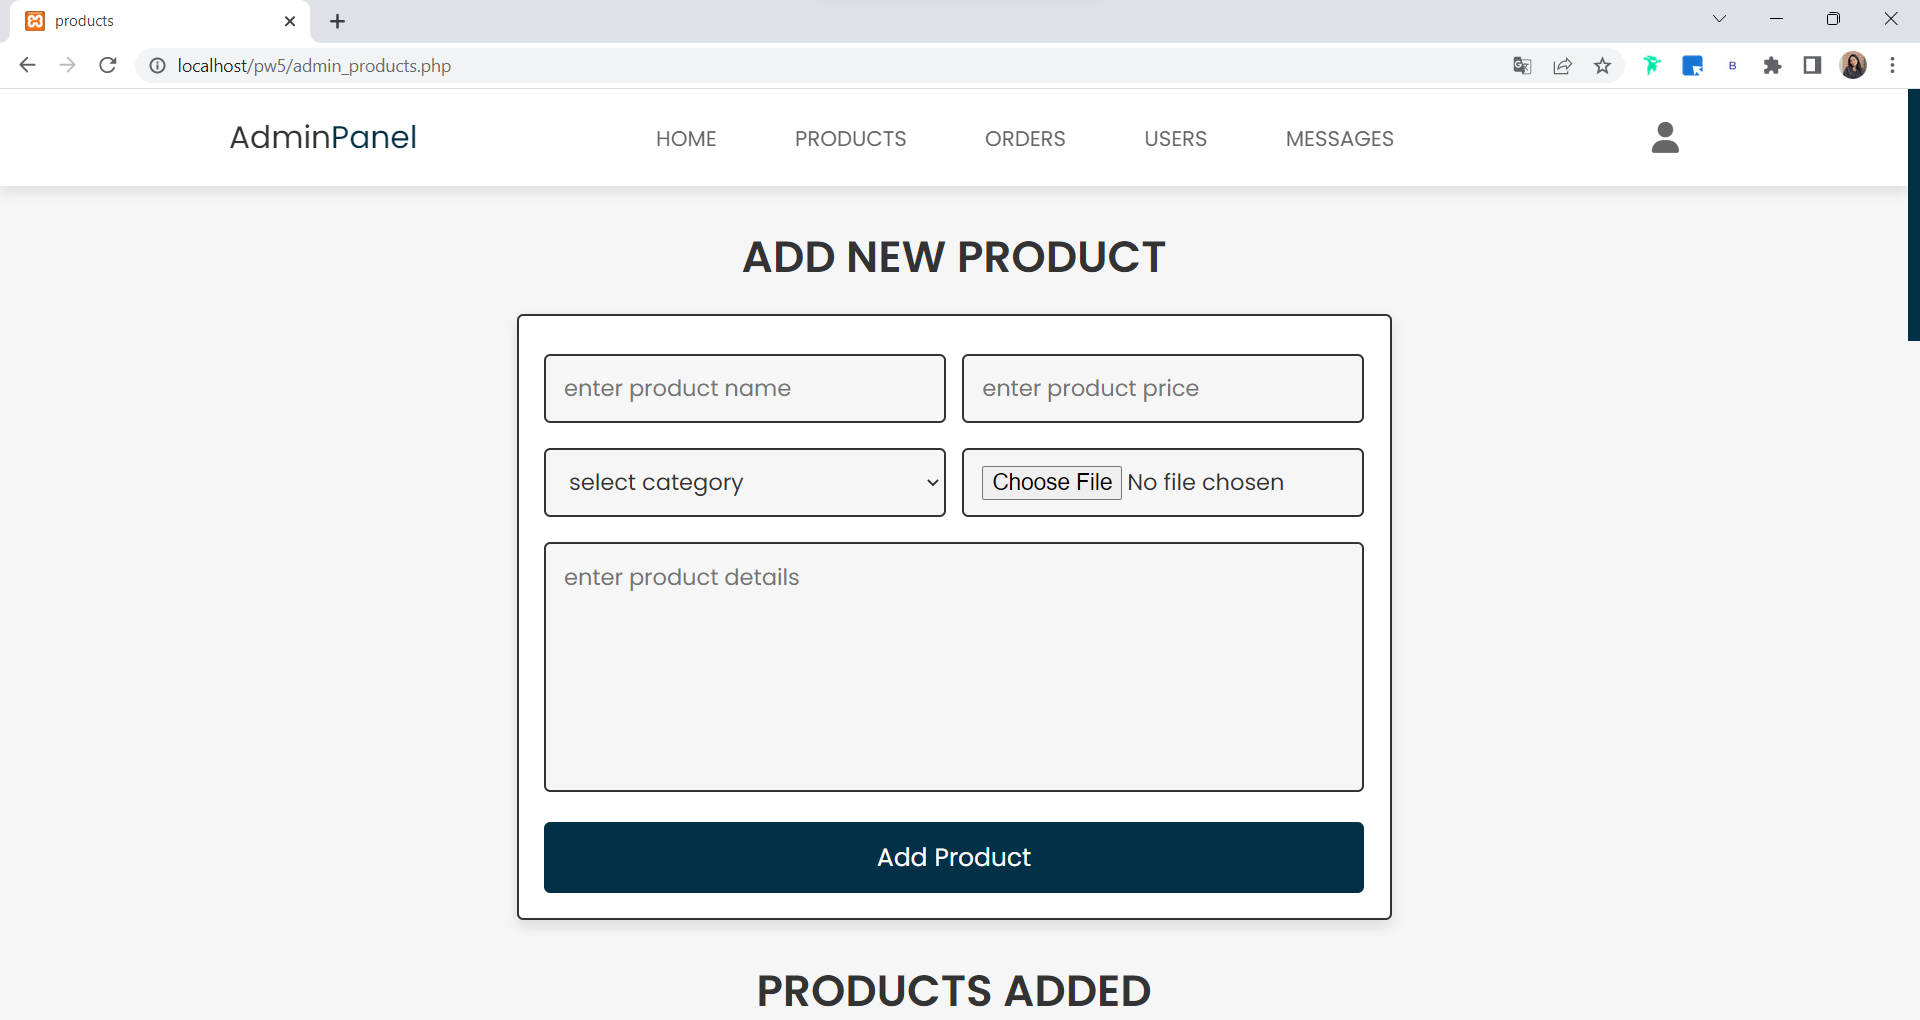 products
localhost/pw5/admin_products.php
B
AdminPanel
HOME
PRODUCTS
ORDERS
USERS
MESSAGES
ADD NEW PRODUCT
enter product name
enter product price
select category
Choose File No file chosen
enter product details
Add Product
PRODUCTS ADDED